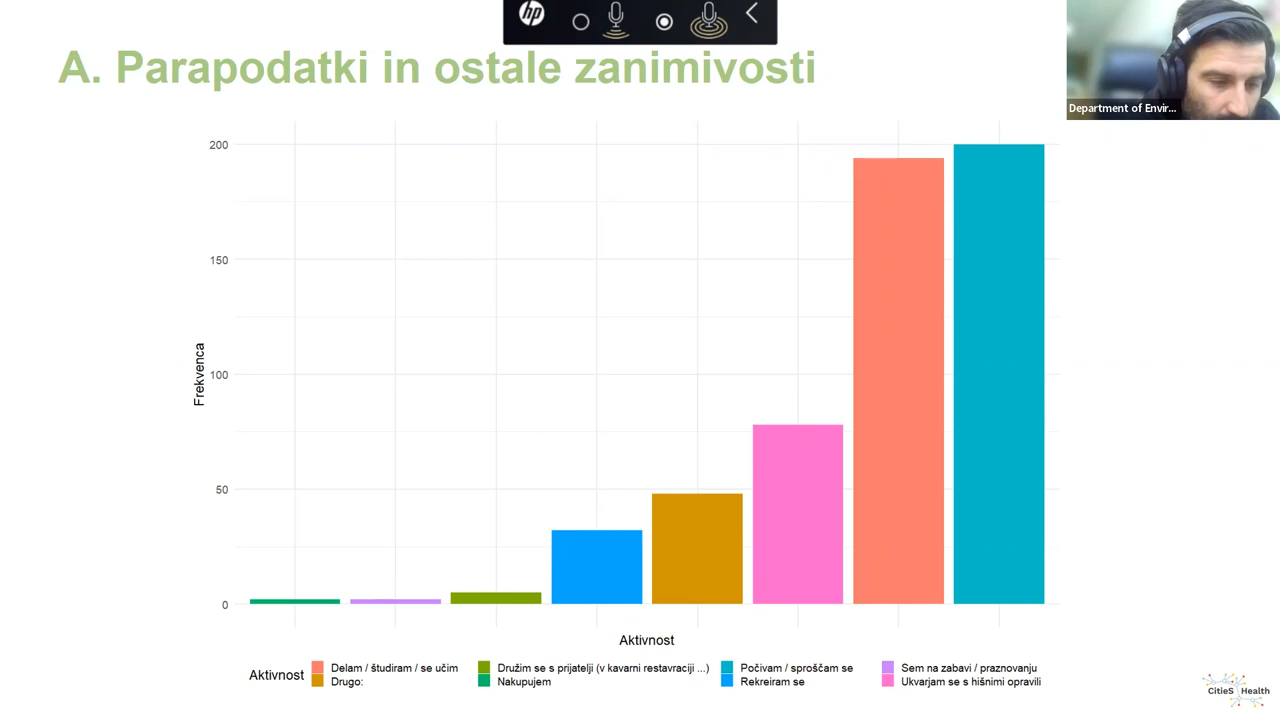 hp
A. Parapodatki in ostale zanimivosti
Department of Envir...
200
150
100
50
0
Frekvenca
Aktivnost
Aktivnost
Delam / študiram / se učim
Družim se s prijatelji (v kavarni restavraciji ...)
Počivam / sproščam se
Sem na zabavi / praznovanju
Drugo:
Nakupujem
Rekreiram se
Ukvarjam se s hišnimi opravili
CitieS Health